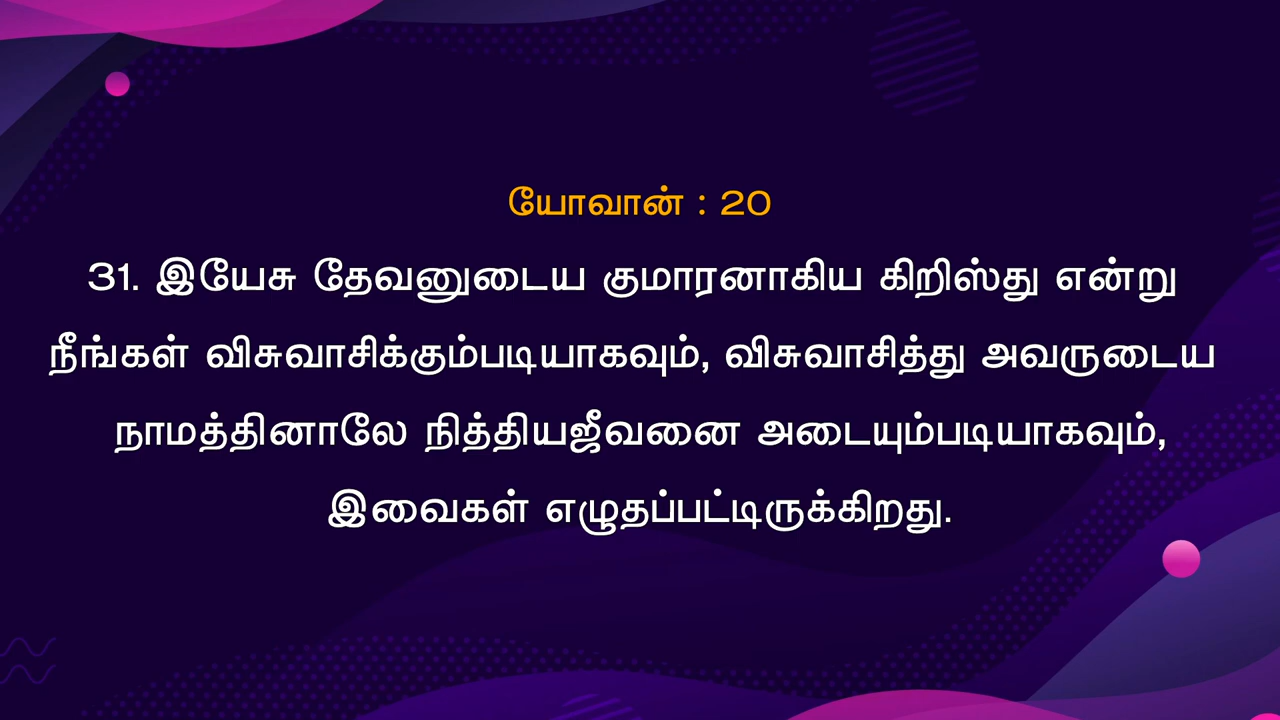 யோவான் : 20
31. இயேசு தேவனுடைய குமாரனாகிய கிறிஸ்து என்று
நீங்கள் விசுவாசிக்கும்படியாகவும், விசுவாசித்து அவருடைய
நாமத்தினாலே நித்தியஜீவனை அடையும்படியாகவும்,
இவைகள் எழுதப்பட்டிருக்கிறது.